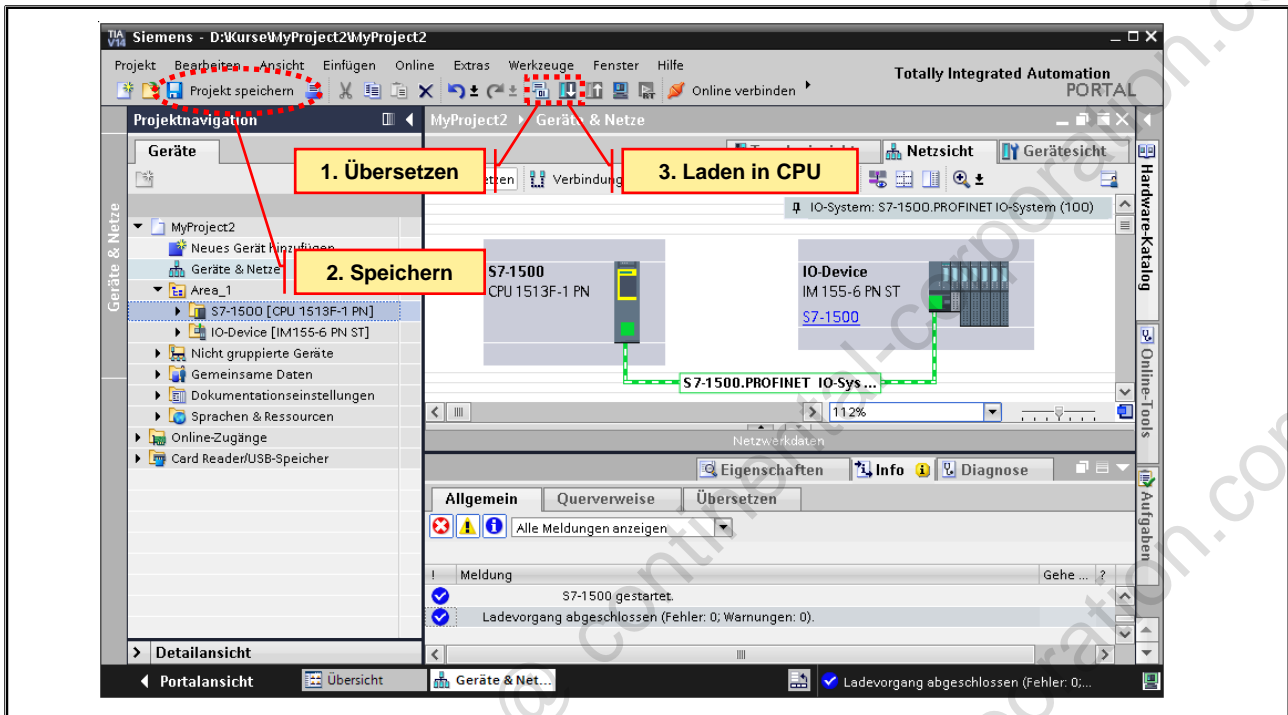 TIA V14 Siemens - D:\Kurse\MyProject2\MyProject2
Projekt Bearbeiten Ansicht Einfügen Online Extras Werkzeuge Fenster Hilfe
Totally Integrated Automation
PORTAL
Projekt speichern
Online verbinden
Projektnavigation
MyProject2 Geräte & Netze
Geräte
Netzsicht
Gerätesicht
1. Übersetzen
3. Laden in CPU
2. Speichern
IO-System: S7-1500.PROFINET IO-System (100)
Geräte & Netze
MyProject2
Neues Gerät hinzufügen
Geräte & Netze
Area_1
S7-1500 [CPU 1513F-1 PN]
IO-Device [IM155-6 PN ST]
Nicht gruppierte Geräte
Gemeinsame Daten
Dokumentationseinstellungen
Sprachen & Ressourcen
Online-Zugänge
Card Reader/USB-Speicher
S7-1500
CPU 1513F-1 PN
IO-Device
IM 155-6 PN ST
S7-1500
S7-1500.PROFINET IO-Sys...
112%
Netzwerkdaten
Eigenschaften
Info
Diagnose
Allgemein
Querverweise
Übersetzen
Alle Meldungen anzeigen
! Meldung Gehe ... ?
S7-1500 gestartet.
Ladevorgang abgeschlossen (Fehler: 0; Warnungen: 0).
Hardware-Katalog
Online-Tools
Aufgaben
Detailansicht
Portalansicht
Übersicht
Geräte & Net...
Ladevorgang abgeschlossen (Fehler: 0;...
@ continental-corporation.co